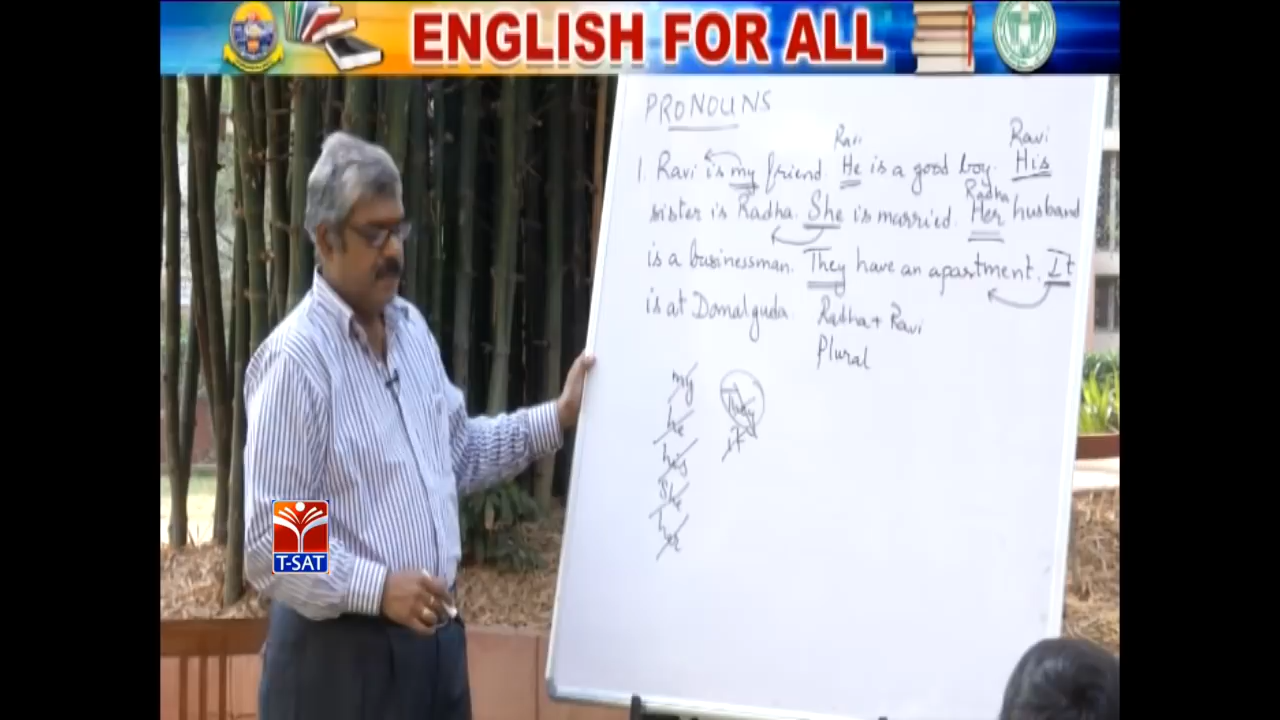 ENGLISH FOR ALL
PRONOUNS
Ravi
Ravi
1. Ravi is my friend. He is a good boy. His
Radha
sister is Radha. She is married. Her husband
is a businessman. They have an apartment. It
is at Domalguda.
Radha + Ravi
Plural
my
he
his
She
her
They
it
T-SAT